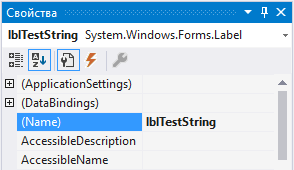 Свойства
lblTestString System.Windows.Forms.Label
(ApplicationSettings)
(DataBindings)
(Name) lblTestString
AccessibleDescription
AccessibleName